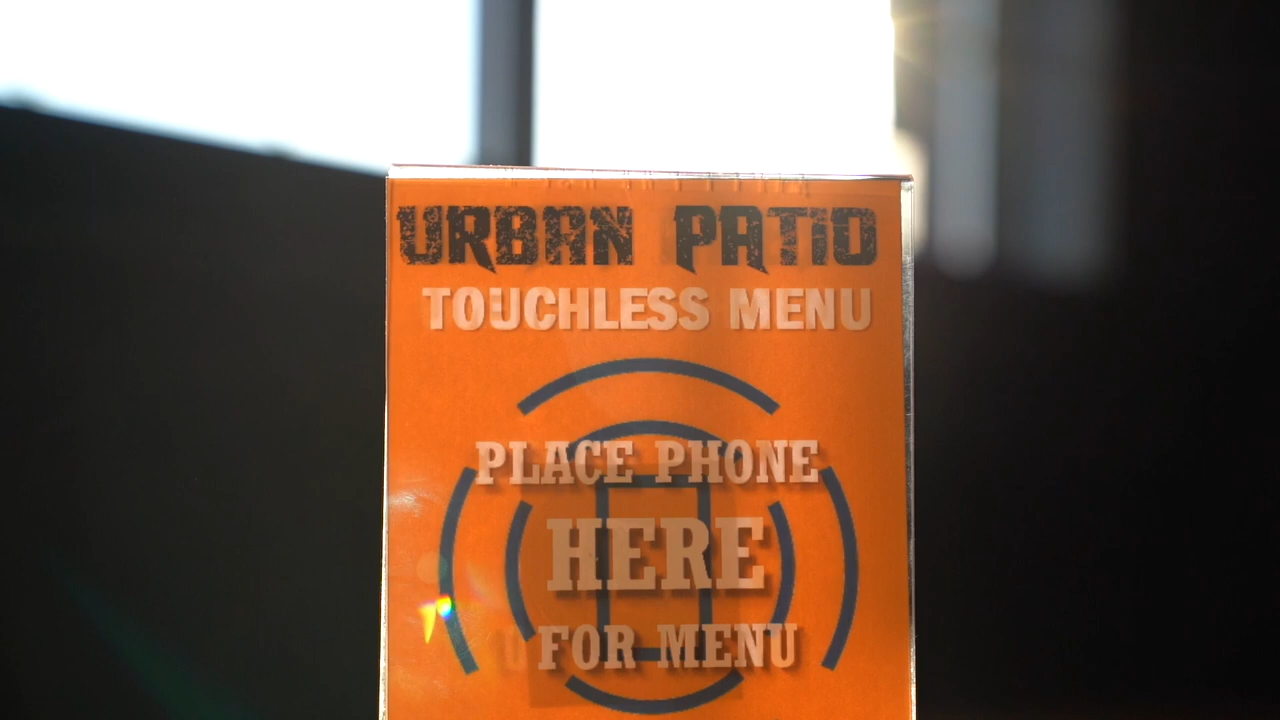 URBAN PATiO
TOUCHLESS MENU
PLACE PHONE
HERE
FOR MENU